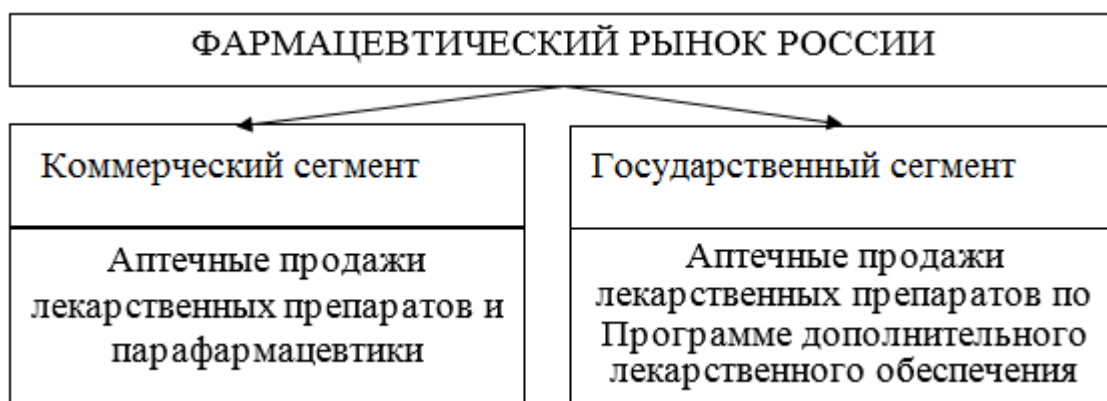 ФАРМАЦЕВТИЧЕСКИЙ РЫНОК РОССИИ
Коммерческий сегмент
Аптечные продажи
лекарственных препаратов и
парафармацевтики
Государственный сегмент
Аптечные продажи
лекарственных препаратов по
Программе дополнительного
лекарственного обеспечения